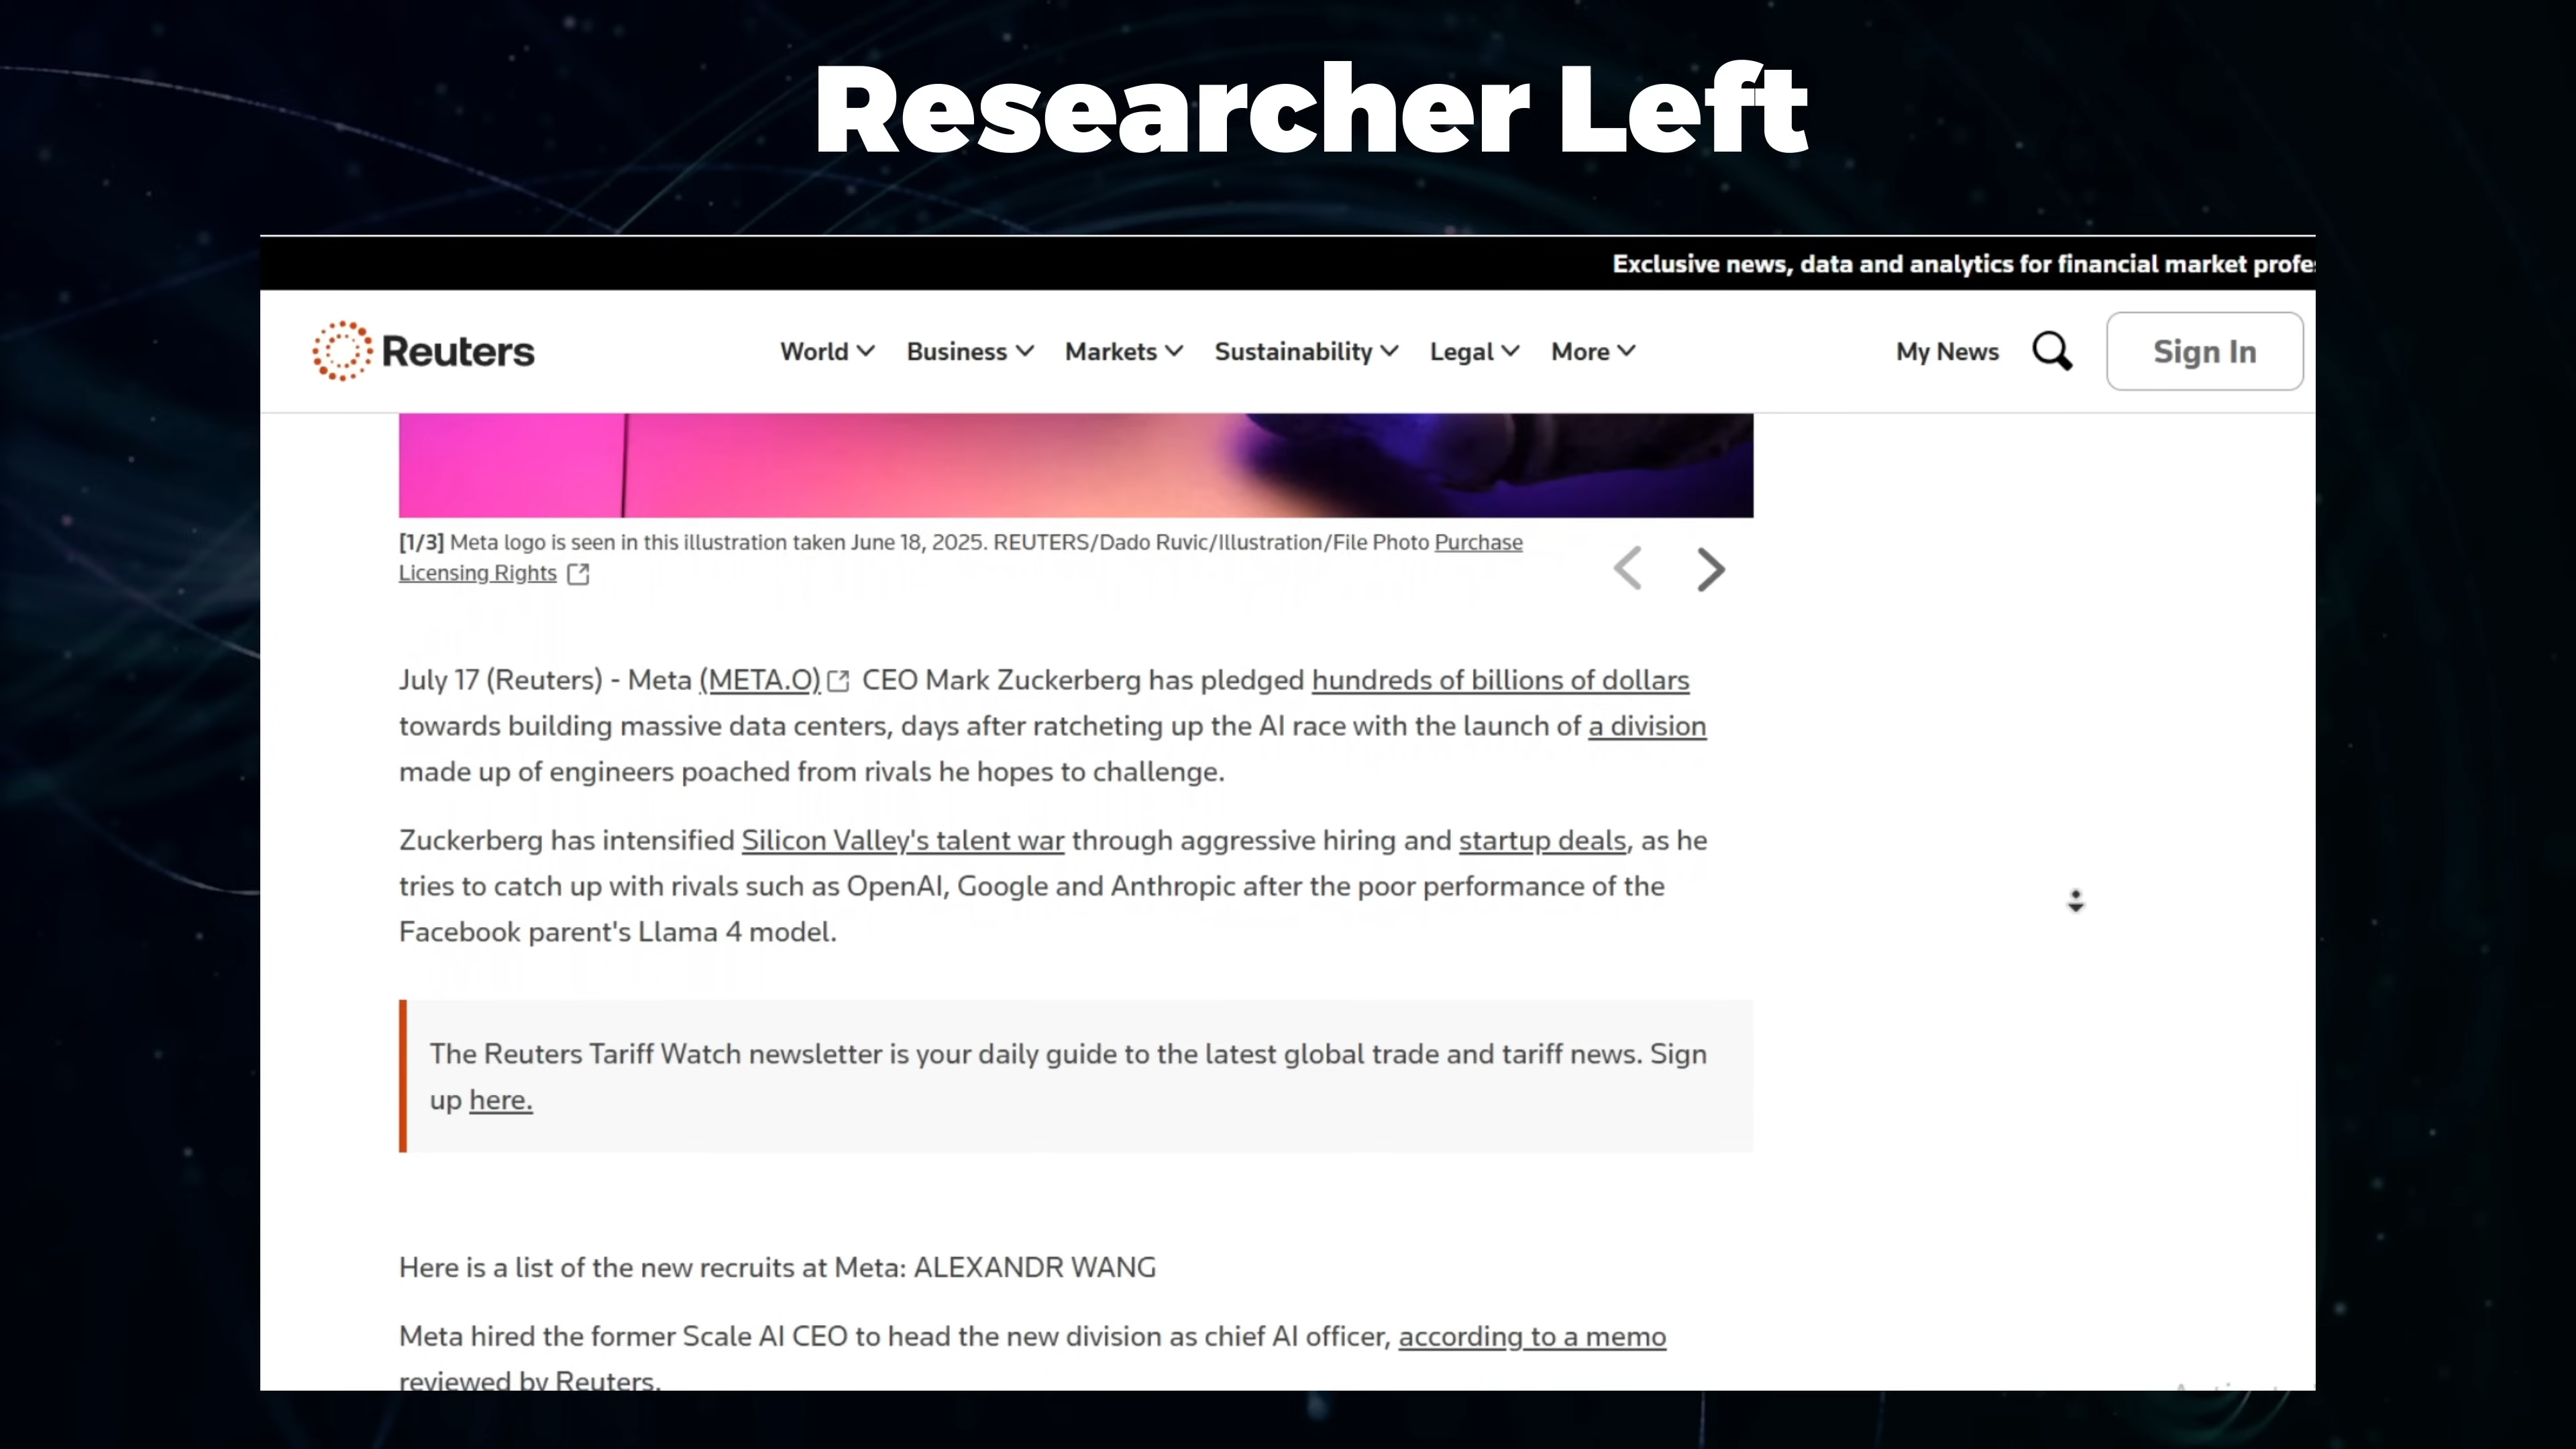 Researcher Left
Exclusive news, data and analytics for financial market
Reuters
World
Business
Markets
Sustainability
Legal
More
My News
Sign In
[1/3] Meta logo is seen in this illustration taken June 18, 2025. REUTERS/Dado Ruvic/Illustration/File Photo Purchase
Licensing Rights
July 17 (Reuters) - Meta (META.O) CEO Mark Zuckerberg has pledged hundreds of billions of dollars
towards building massive data centers, days after ratcheting up the AI race with the launch of a division
made up of engineers poached from rivals he hopes to challenge.
Zuckerberg has intensified Silicon Valley's talent war through aggressive hiring and startup deals, as he
tries to catch up with rivals such as OpenAI, Google and Anthropic after the poor performance of the
Facebook parent's Llama 4 model.
The Reuters Tariff Watch newsletter is your daily guide to the latest global trade and tariff news. Sign
up here.
Here is a list of the new recruits at Meta: ALEXANDR WANG
Meta hired the former Scale AI CEO to head the new division as chief AI officer, according to a memo
reviewed by Reuters.